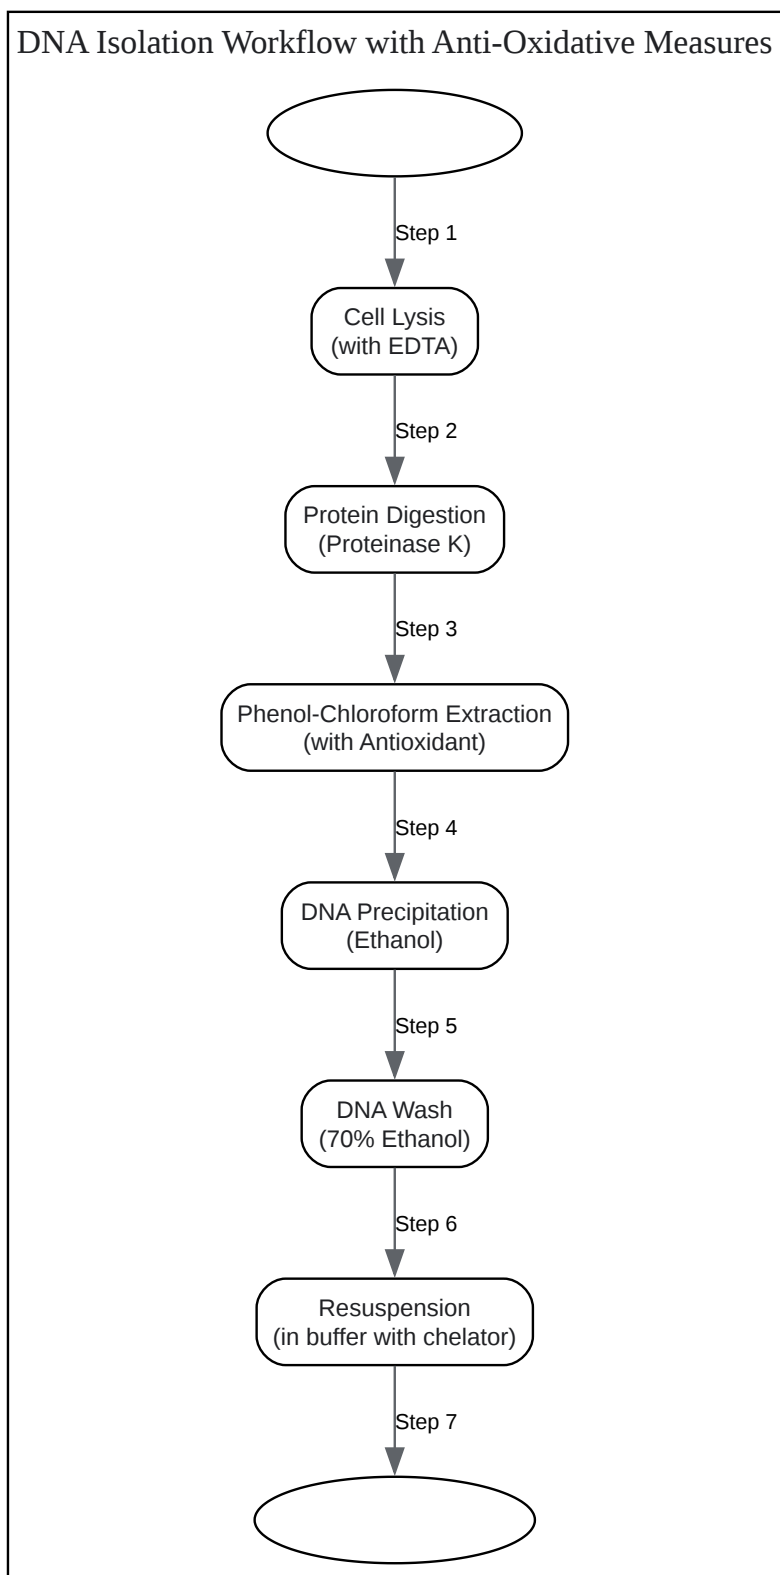 DNA Isolation Workflow with Anti-Oxidative Measures
Step 1
Cell Lysis
(with EDTA)
Step 2
Protein Digestion
(Proteinase K)
Step 3
Phenol-Chloroform Extraction
(with Antioxidant)
Step 4
DNA Precipitation
(Ethanol)
Step 5
DNA Wash
(70% Ethanol)
Step 6
Resuspension
(in buffer with chelator)
Step 7